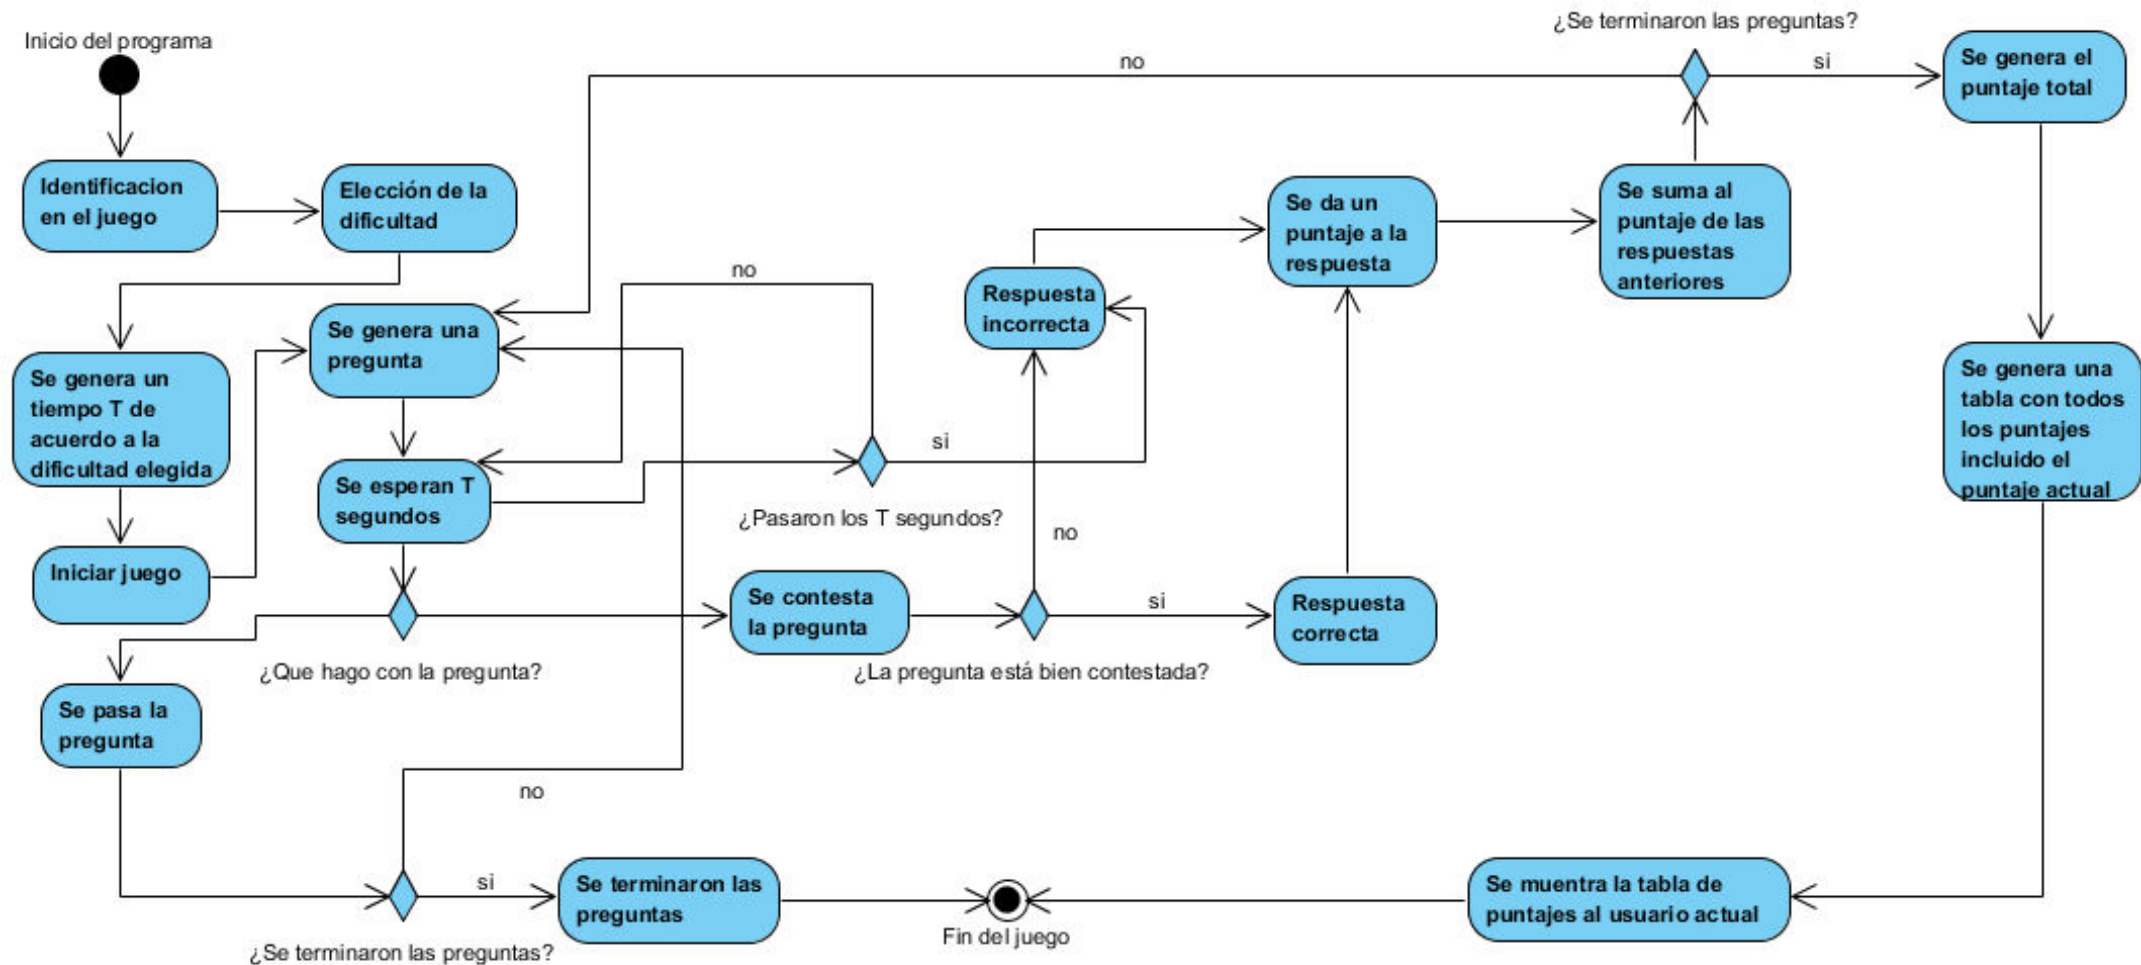 Inicio del programa
Identificacion
en el juego
Elección de la
dificultad
Se genera un
tiempo T de
acuerdo a la
dificultad elegida
Iniciar juego
Se genera una
pregunta
Se esperan T
segundos
no
si
¿Pasaron los T segundos?
¿Que hago con la pregunta?
Se pasa la
pregunta
no
si
¿Se terminaron las preguntas?
Se terminaron las
preguntas
Fin del juego
Se contesta
la pregunta
¿La pregunta está bien contestada?
no
si
Respuesta
incorrecta
Respuesta
correcta
Se da un
puntaje a la
respuesta
Se suma al
puntaje de las
respuestas
anteriores
¿Se terminaron las preguntas?
no
si
Se genera el
puntaje total
Se genera una
tabla con todos
los puntajes
incluido el
puntaje actual
Se muentra la tabla de
puntajes al usuario actual